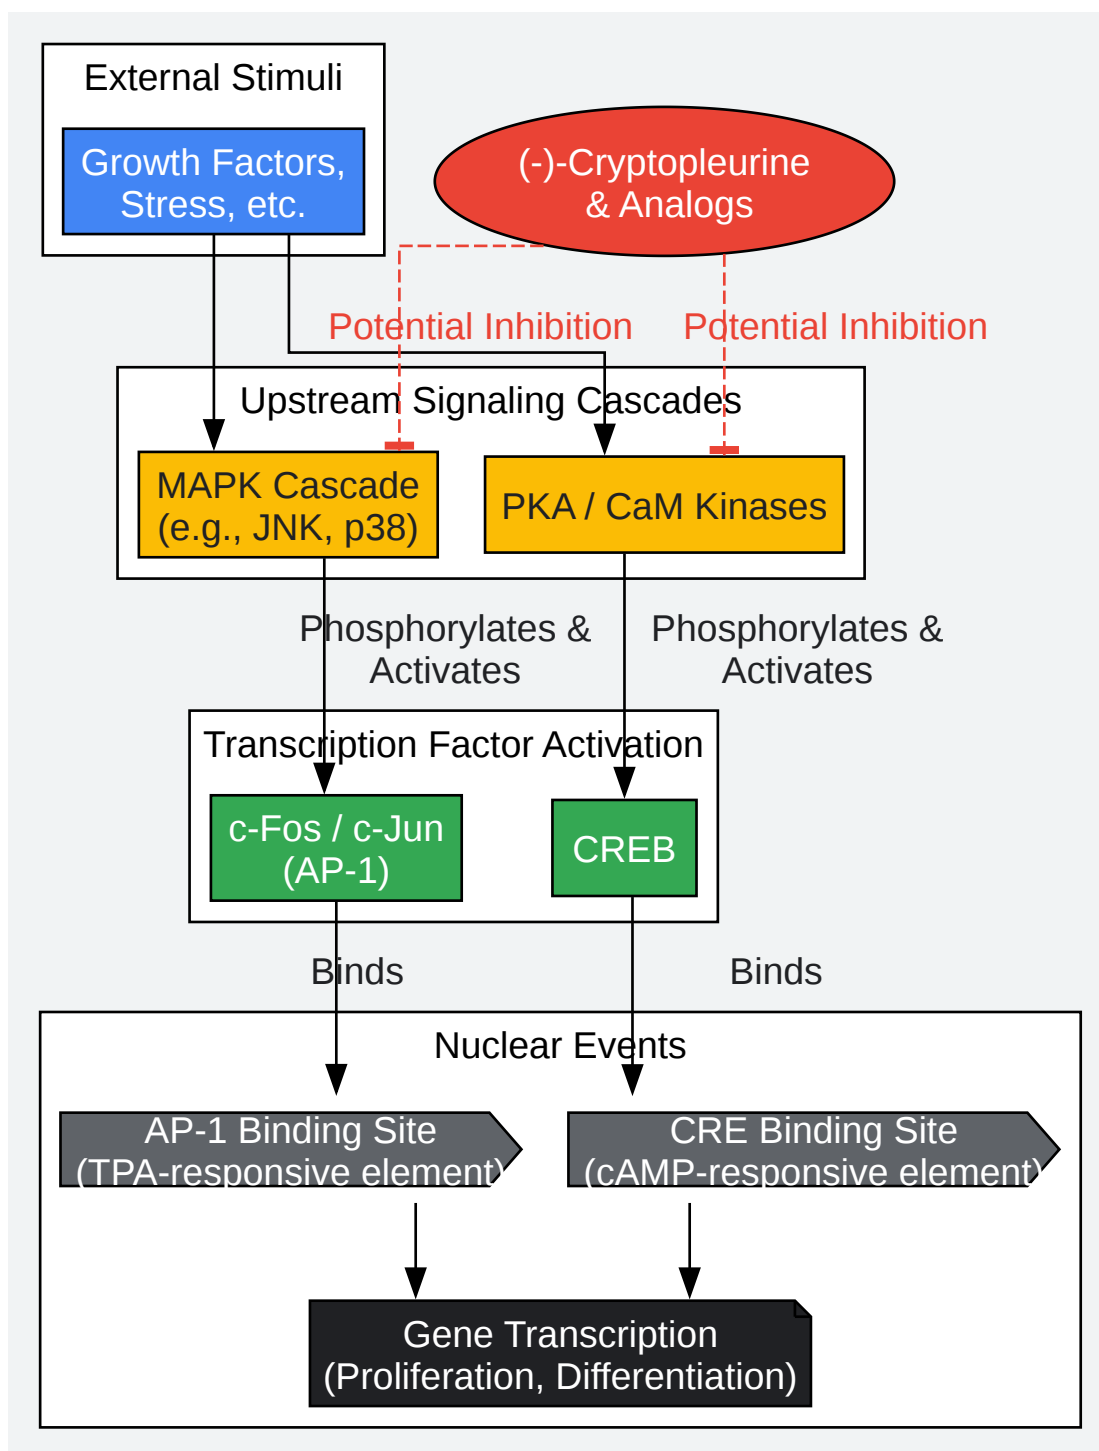 External Stimuli
Growth Factors,
Stress, etc.
(-)-Cryptopleurine
& Analogs
Potential Inhibition
Potential Inhibition
Upstream Signaling Cascades
MAPK Cascade
(e.g., JNK, p38)
PKA / CaM Kinases
Phosphorylates &
Activates
Phosphorylates &
Activates
Transcription Factor Activation
c-Fos / c-Jun
(AP-1)
CREB
Binds
Binds
Nuclear Events
AP-1 Binding Site
(TPA-responsive element)
CRE Binding Site
(cAMP-responsive element)
Gene Transcription
(Proliferation, Differentiation)